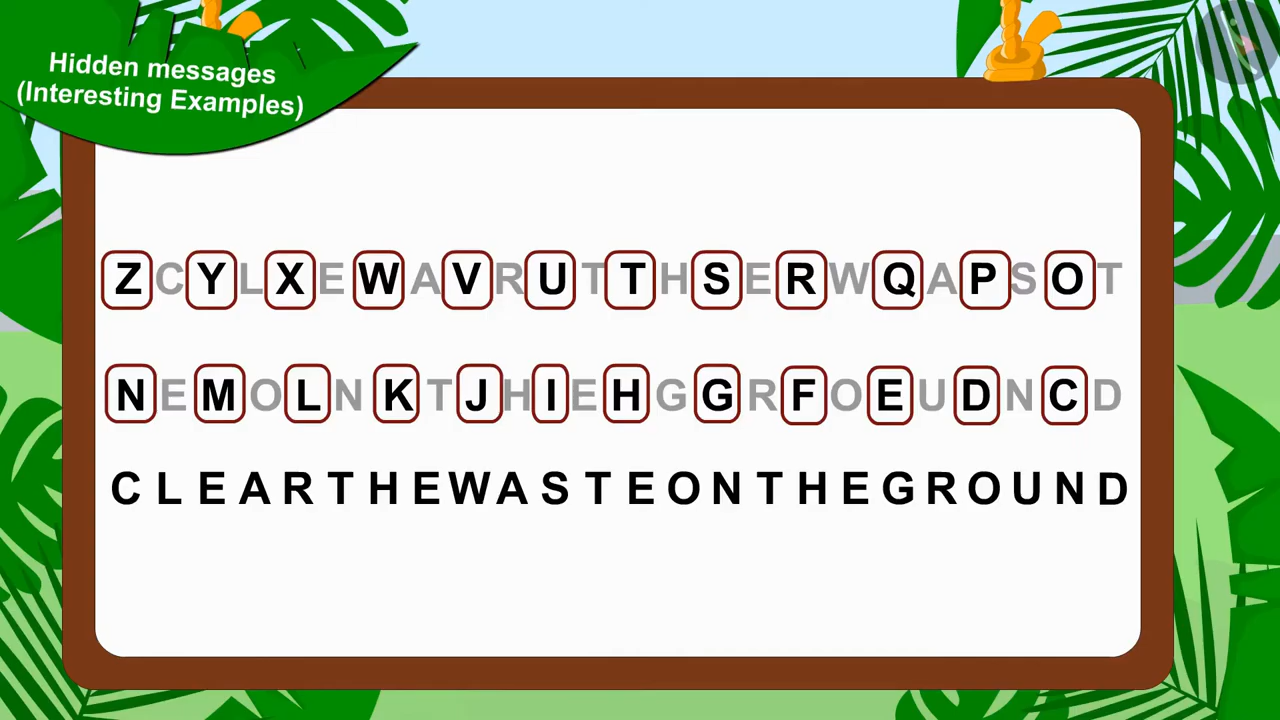 Hidden messages
(Interesting Examples)
ZCYLXEWAVRUTTHSERWQAPSOT
NEMOLNKTJHIEHGGRFOEUDNCD
CLEARTHEWASTEONTHEGROUND